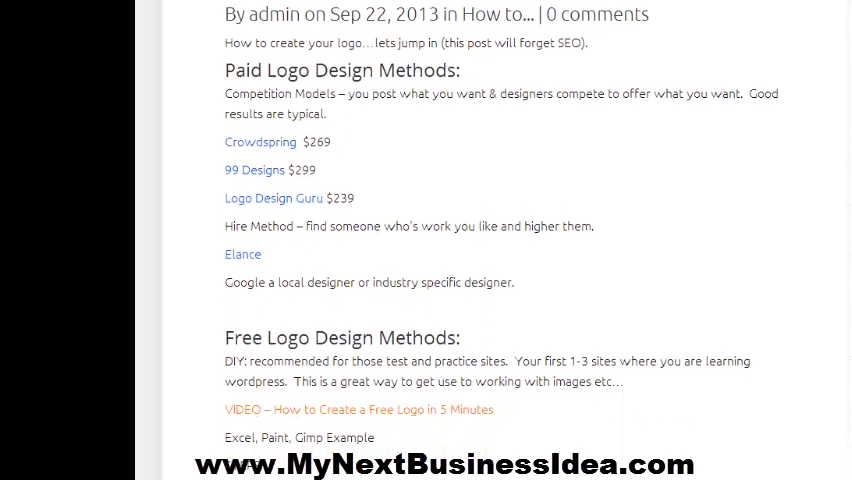 By admin on Sep 22, 2013 in How to... | 0 comments
How to create your logo...lets jump in (this post will forget SEO).
Paid Logo Design Methods:
Competition Models – you post what you want & designers compete to offer what you want. Good
results are typical.
Crowdspring $269
99 Designs $299
Logo Design Guru $239
Hire Method – find someone who's work you like and higher them.
Elance
Google a local designer or industry specific designer.
Free Logo Design Methods:
DIY: recommended for those test and practice sites. Your first 1-3 sites where you are learning
wordpress. This is a great way to get use to working with images etc...
VIDEO – How to Create a Free Logo in 5 Minutes
Excel, Paint, Gimp Example
www.MyNextBusinessIdea.com